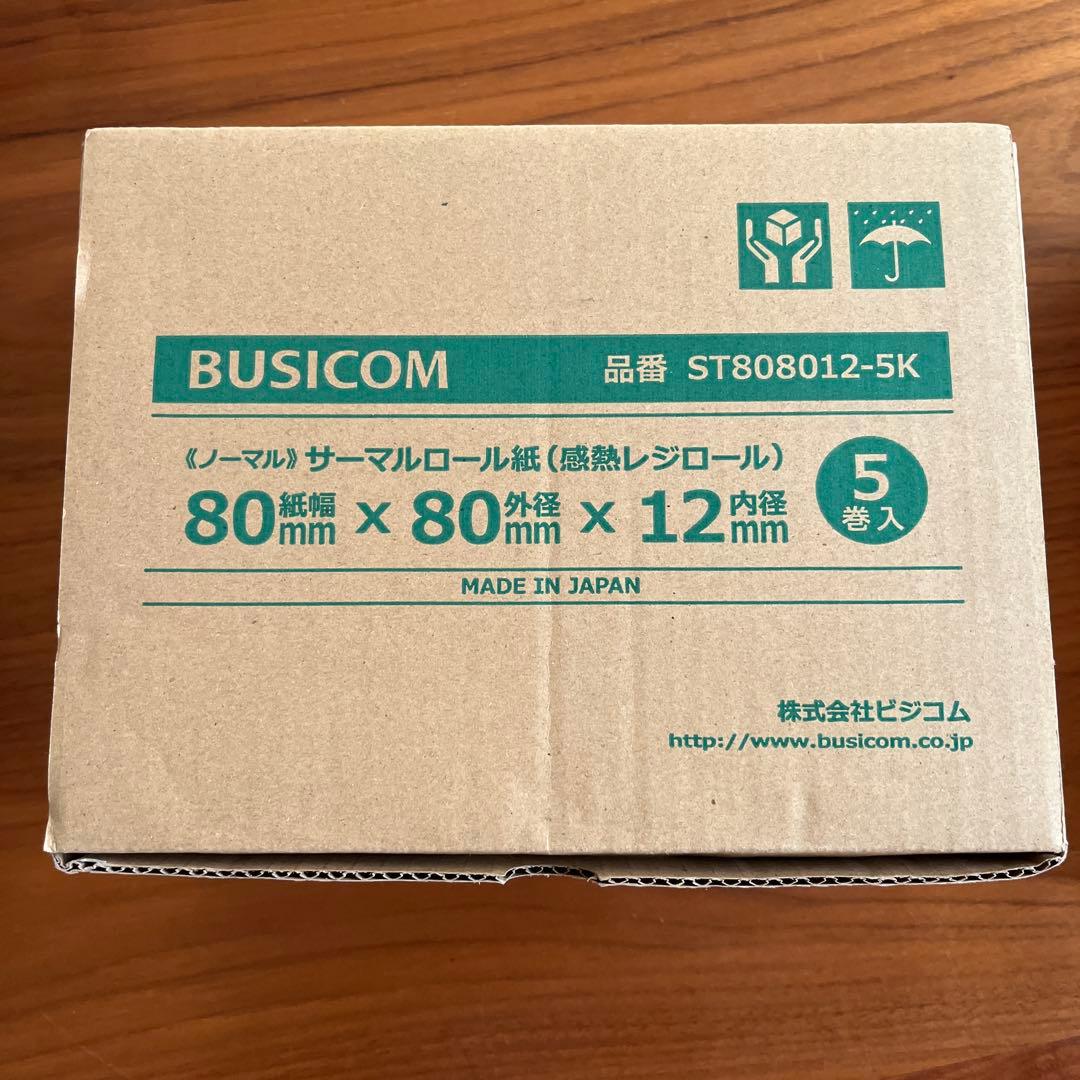 BUSICOM 品番 ST808012-5K
《ノーマル》サーマルロール紙(感熱レジロール)
80紙幅mm x 80外径mm x 12内径mm
5巻入
MADE IN JAPAN
株式会社ビジコム
http://www.busicom.co.jp